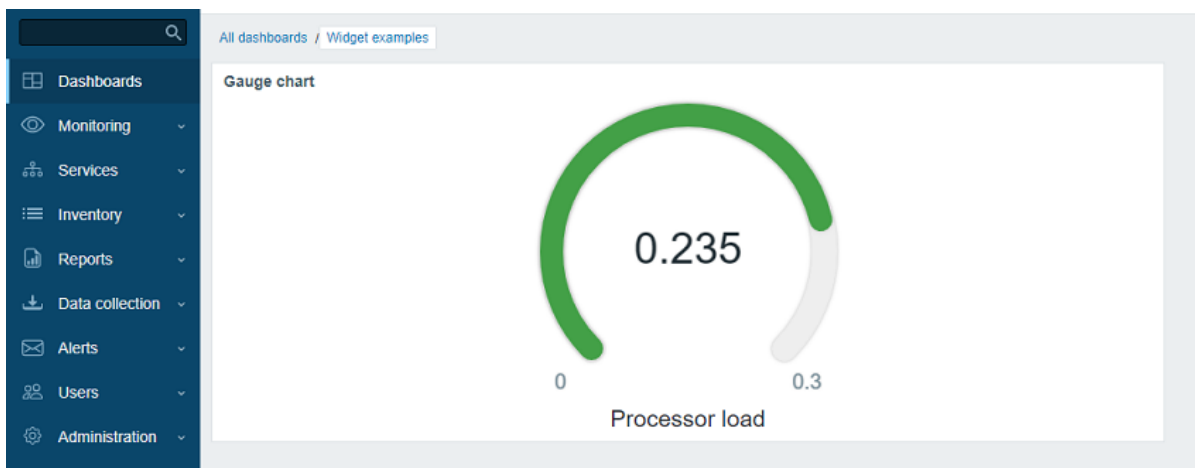 All dashboards / Widget examples
Dashboards
Monitoring
Services
Inventory
Reports
Data collection
Alerts
Users
Administration
Gauge chart
0.235
0 0.3
Processor load